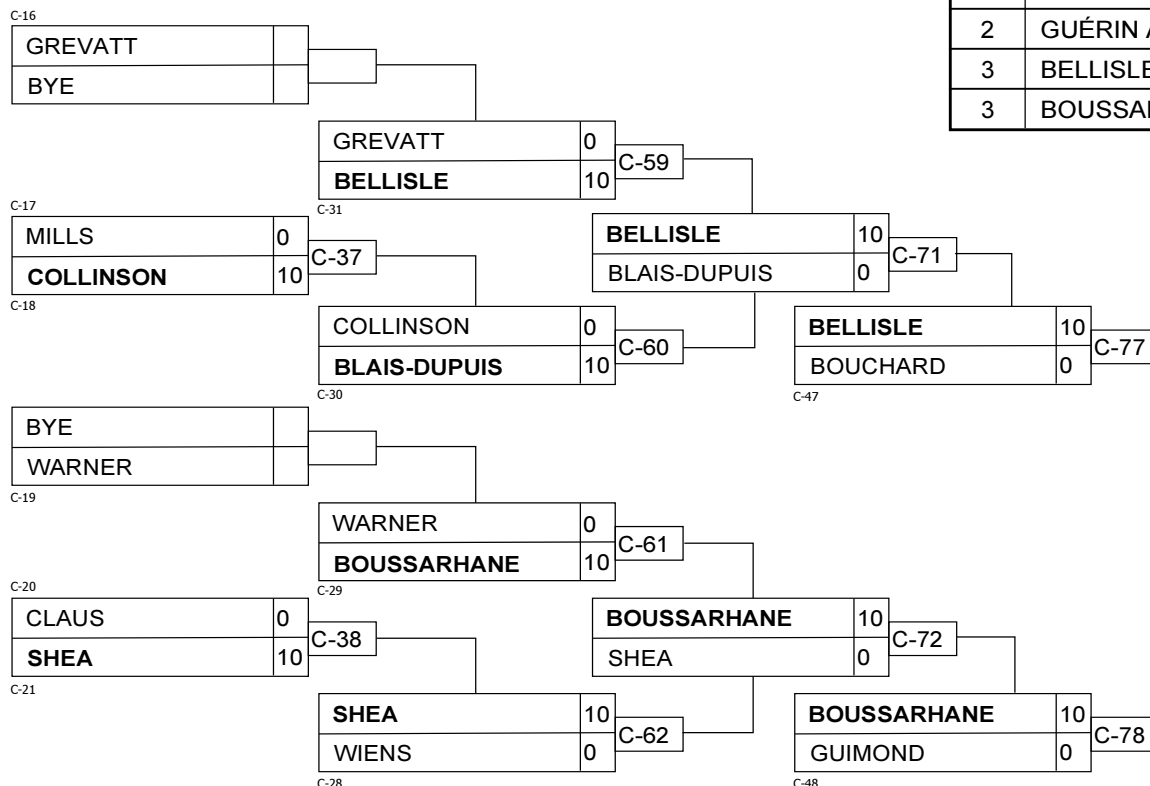 C-16
GREVATT
BYE
2 GUÉRIN
3 BELLISLE
3
GREVATT 0
BELLISLE 10
C-59
C-31
C-17
MILLS 0
COLLINSON 10
C-37
C-18
BELLISLE 10
BLAIS-DUPUIS 0
C-71
COLLINSON 0
BLAIS-DUPUIS 10
C-60
C-30
BELLISLE 10
BOUCHARD 0
C-77
C-47
BYE
WARNER
C-19
WARNER 0
BOUSSARHANE 10
C-61
C-29
C-20
CLAUS 0
SHEA 10
C-38
C-21
BOUSSARHANE 10
SHEA 0
C-72
SHEA 10
WIENS 0
C-62
C-28
BOUSSARHANE 10
GUIMOND 0
C-78
C-48